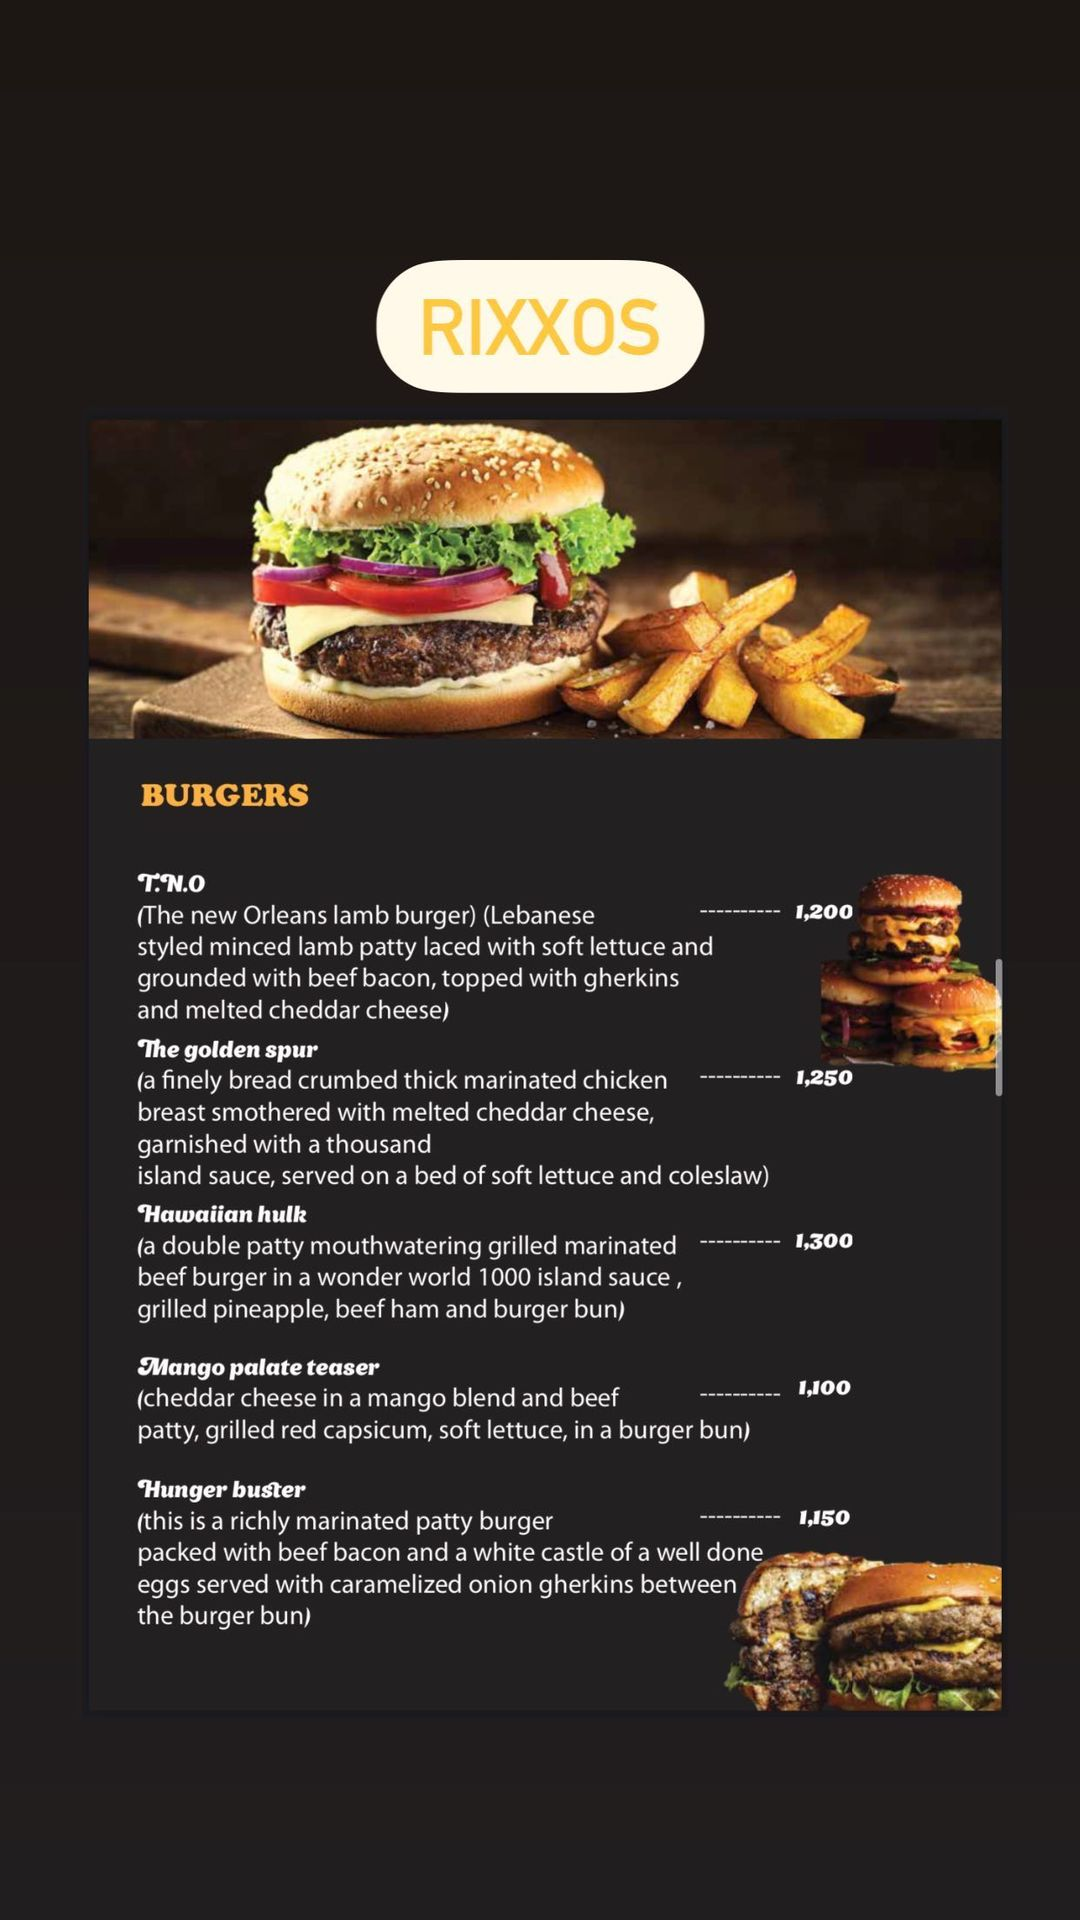 RIXXOS
BURGERS
T.N.O
(The new Orleans lamb burger) (Lebanese ---------- 1,200
styled minced lamb patty laced with soft lettuce and
grounded with beef bacon, topped with gherkins
and melted cheddar cheese)
The golden spur
(a finely bread crumbed thick marinated chicken ---------- 1,250
breast smothered with melted cheddar cheese,
garnished with a thousand
island sauce, served on a bed of soft lettuce and coleslaw)
Hawaiian hulk
(a double patty mouthwatering grilled marinated ---------- 1,300
beef burger in a wonder world 1000 island sauce ,
grilled pineapple, beef ham and burger bun)
Mango palate teaser
(cheddar cheese in a mango blend and beef ---------- 1,100
patty, grilled red capsicum, soft lettuce, in a burger bun)
Hunger buster
(this is a richly marinated patty burger ---------- 1,150
packed with beef bacon and a white castle of a well done
eggs served with caramelized onion gherkins between
the burger bun)